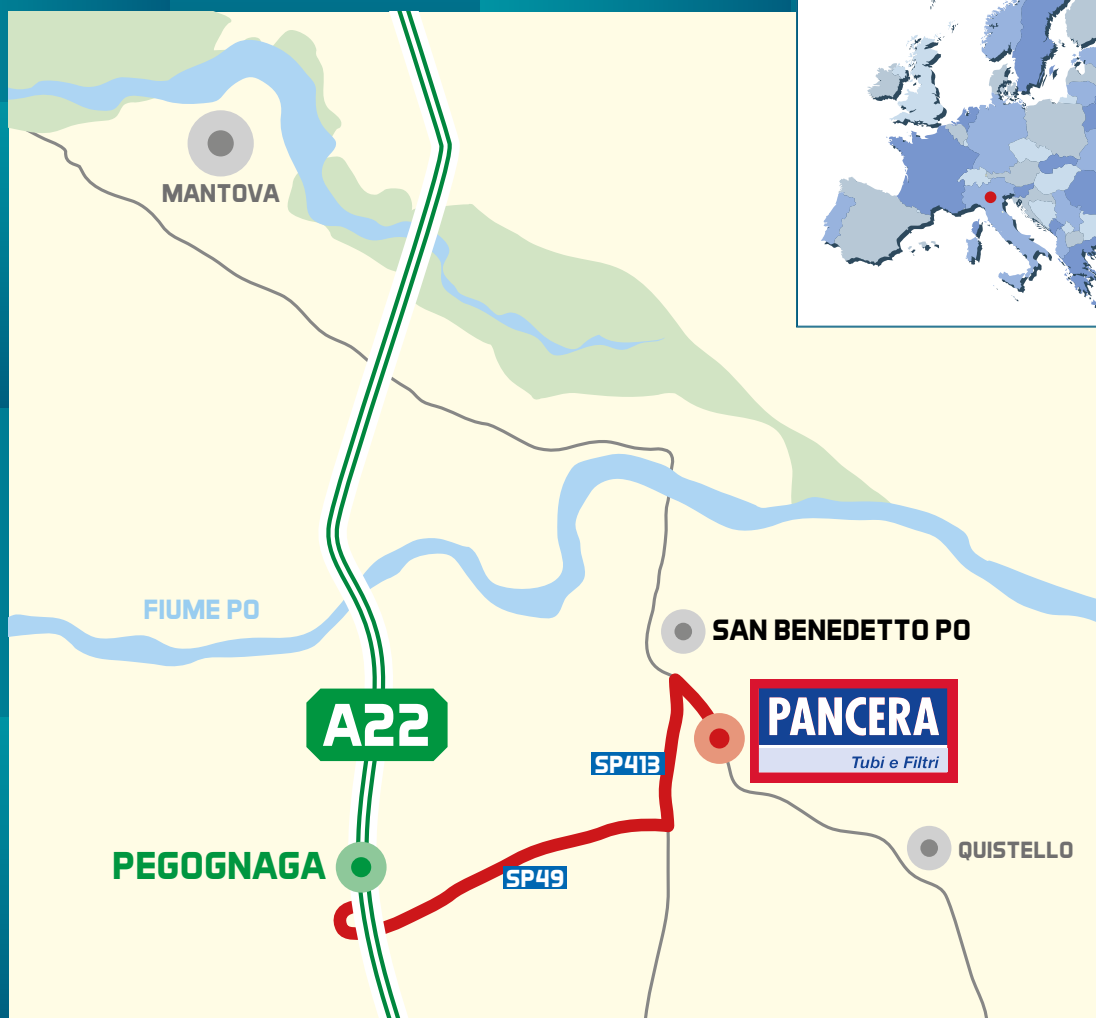 MANTOVA
FIUME PO
SAN BENEDETTO PO
A22
PANCERA
Tubi e Filtri
SP413
PEGOGNAGA
SP49
QUISTELLO